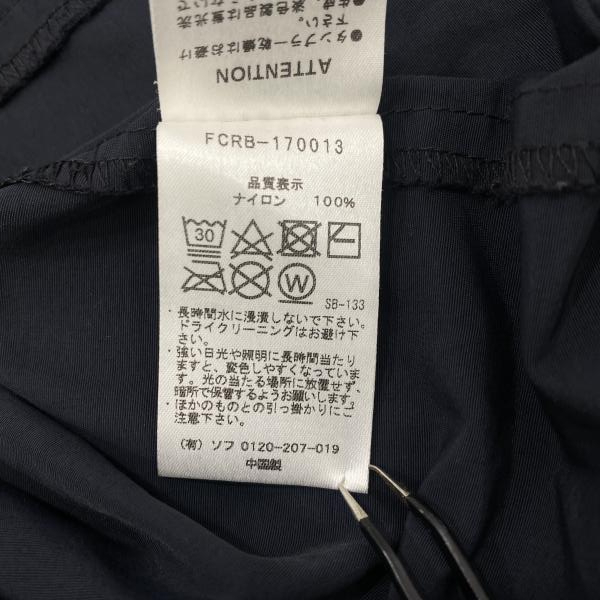 ATTENTION
●タンブラー乾燥はお避け
下さい。
FCRB-170013
品質表示
ナイロン 100%
30
W
SB-133
・長時間水に浸漬しないで下さい。
ドライクリーニングはお避け下
さい。
・強い日光や照明に長時間当たり
ますと、変色しやすくなっていま
す。光の当たる場所に放置せず、
暗所で保管するようお願いします。
・ほかのものとの引っ掛かりにご
注意下さい。
(有) ソフ 0120-207-019
中国製